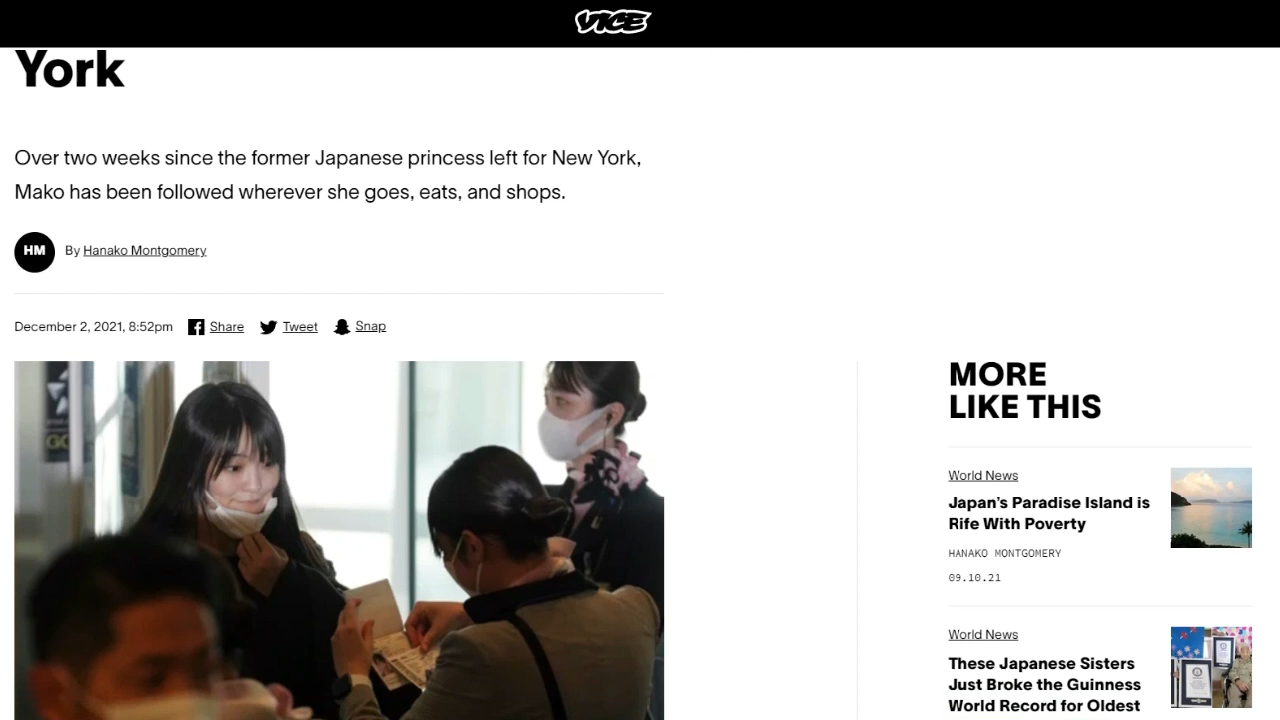 VICE
York
Over two weeks since the former Japanese princess left for New York,
Mako has been followed wherever she goes, eats, and shops.
HM
By Hanako Montgomery
December 2, 2021, 8:52pm
Share
Tweet
Snap
GO
MORE
LIKE THIS
World News
Japan's Paradise Island is
Rife With Poverty
HANAKO MONTGOMERY
09.10.21
World News
These Japanese Sisters
Just Broke the Guinness
World Record for Oldest